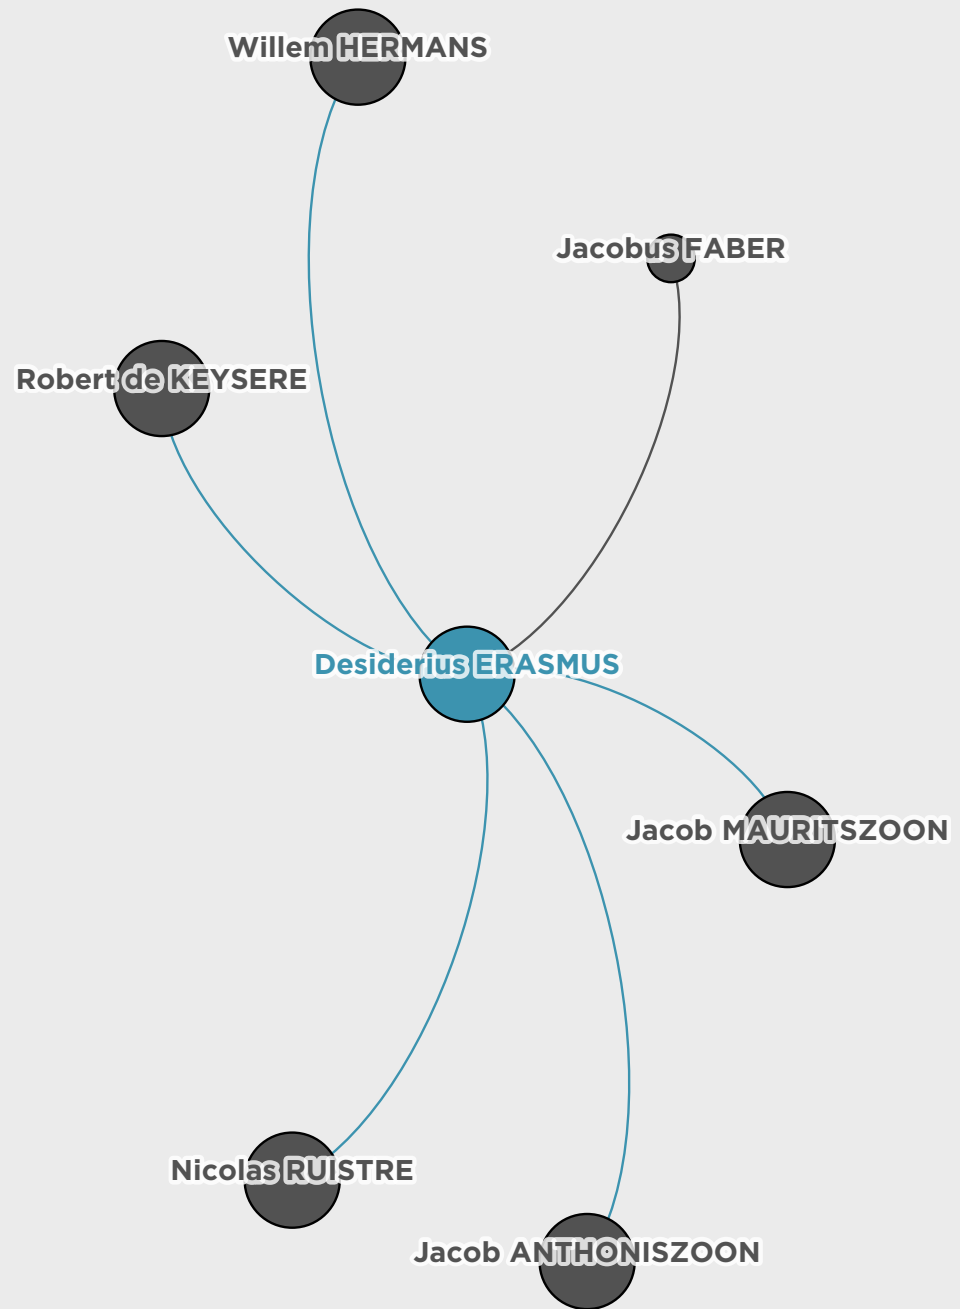 Willem HERMANS
Jacobus FABER
Robert de KEYSERE
Desiderius ERASMUS
Jacob MAURITSZOON
Nicolas RUISTRE
Jacob ANTHONISZOON